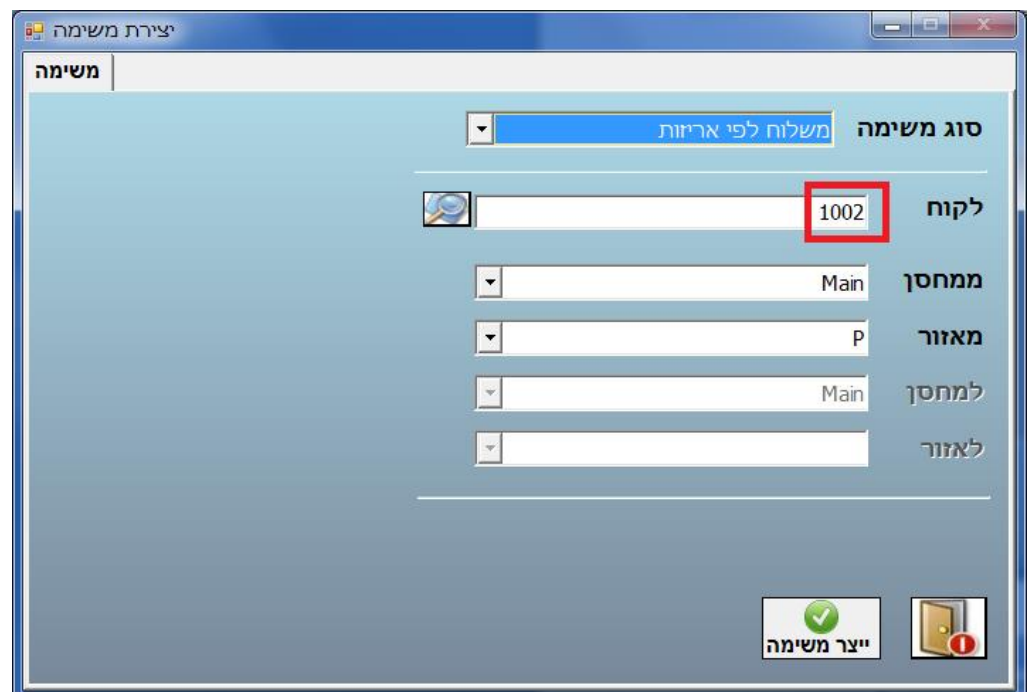 יצירת משימה
משימה
סוג משימה משלוח לפי אריזות
לקוח 1002
ממחסן Main
מאזור P
למחסן Main
לאזור
ייצר משימה